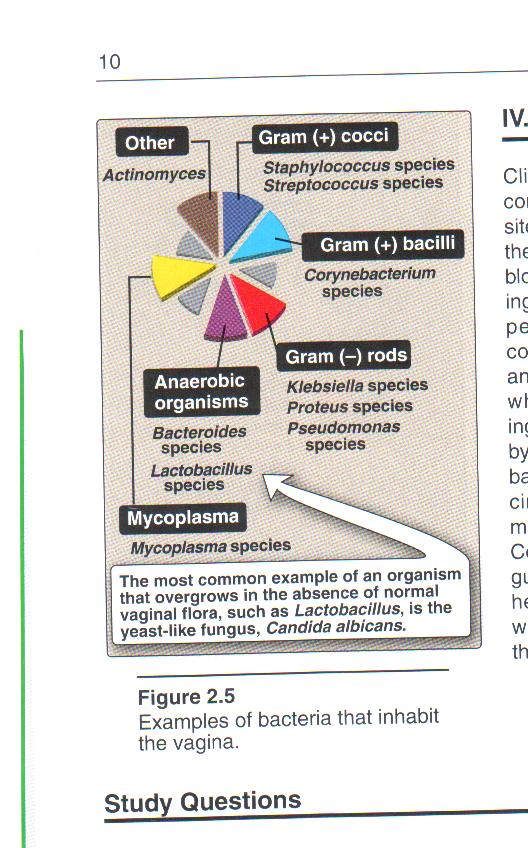 10
Other
Actinomyces
Gram (+) cocci
Staphylococcus species
Streptococcus species
Gram (+) bacilli
Corynebacterium
species
Gram (–) rods
Klebsiella species
Proteus species
Pseudomonas
species
Anaerobic
organisms
Bacteroides
species
Lactobacillus
species
Mycoplasma
Mycoplasma species
The most common example of an organism
that overgrows in the absence of normal
vaginal flora, such as Lactobacillus, is the
yeast-like fungus, Candida albicans.
Figure 2.5
Examples of bacteria that inhabit
the vagina.
Study Questions
IV.